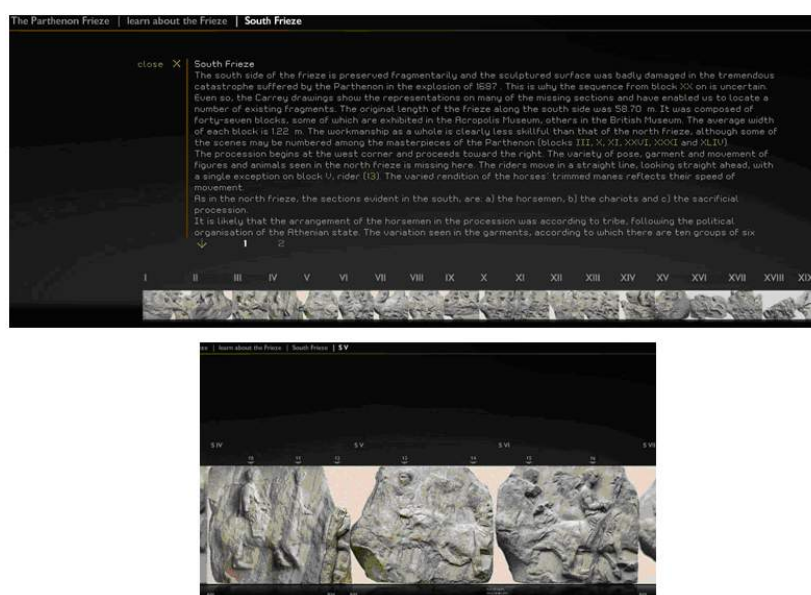 The Parthenon Frieze | learn about the Frieze | South Frieze
close X South Frieze
The south side of the frieze is preserved fragmentarily and the sculptured surface was badly damaged in the tremendous
catastrophe suffered by the Parthenon in the explosion of 1687 . This is why the sequence from block XX on is uncertain.
Even so, the Carrey drawings show the representations on many of the missing sections and have enabled us to locate a
number of existing fragments. The original length of the frieze along the south side was 58.70 m. It was composed of
forty-seven blocks, some of which are exhibited in the Acropolis Museum, others in the British Museum. The average width
of each block is 1.22 m. The workmanship as a whole is clearly less skillful than that of the north frieze, although some of
the scenes may be numbered among the masterpieces of the Parthenon (blocks III, X, XI, XXVI, XXXI and XLIV).
The procession begins at the west corner and proceeds toward the right. The variety of pose, garment and movement of
figures and animals seen in the north frieze is missing here. The riders move in a straight line, looking straight ahead, with
a single exception on block V, rider (13). The varied rendition of the horses' trimmed manes reflects their speed of
movement.
As in the north frieze, the sections evident in the south, are: a) the horsemen, b) the chariots and c) the sacrificial
procession.
It is likely that the arrangement of the horsemen in the procession was according to tribe, following the political
organisation of the Athenian state. The variation seen in the garments, according to which there are ten groups of six
1 2
I II III IV V VI VII VIII IX X XI XII XIII XIV XV XVI XVII XVIII XIX
learn about the Frieze | South Frieze | S V
S IV S V S VI S VII
10 11 12 13 14 15 16